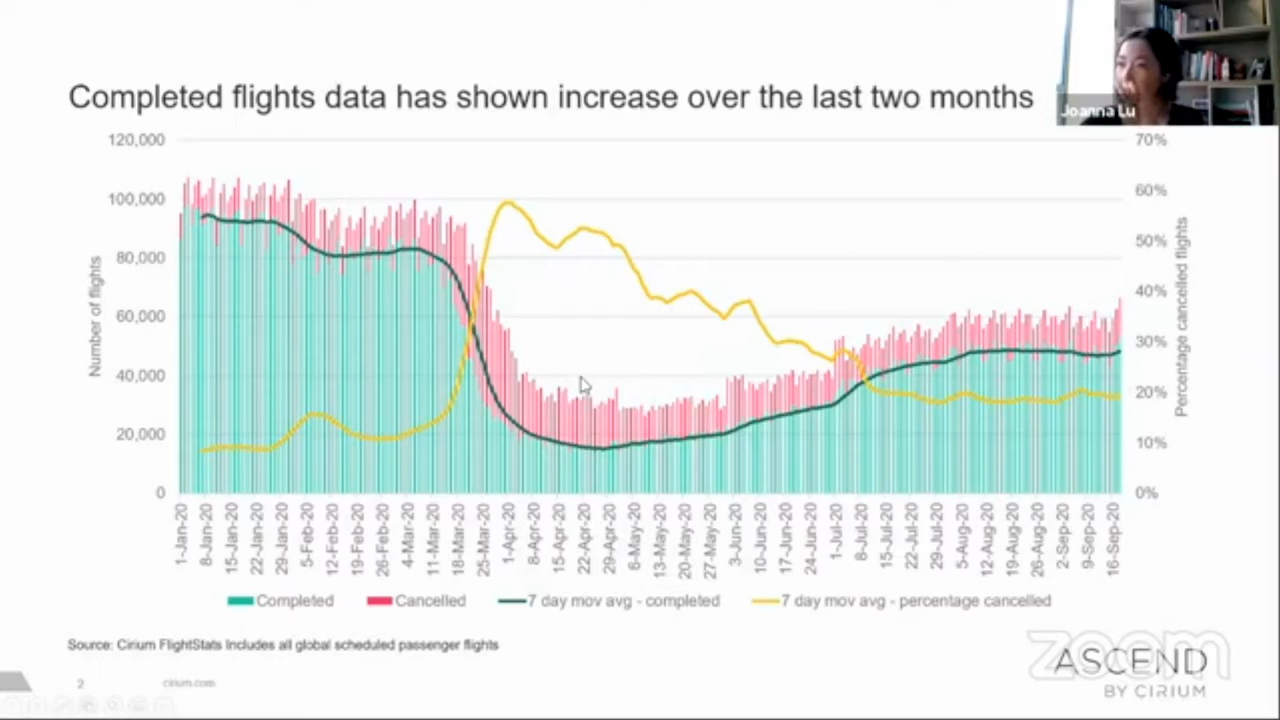 Completed flights data has shown increase over the last two months
Joanna Lu
120,000
100,000
80,000
60,000
40,000
20,000
0
Number of flights
70%
60%
50%
40%
30%
20%
10%
0%
Percentage cancelled flights
1-Jan-20
8-Jan-20
15-Jan-20
22-Jan-20
29-Jan-20
5-Feb-20
12-Feb-20
19-Feb-20
26-Feb-20
4-Mar-20
11-Mar-20
18-Mar-20
25-Mar-20
1-Apr-20
8-Apr-20
15-Apr-20
22-Apr-20
29-Apr-20
6-May-20
13-May-20
20-May-20
27-May-20
3-Jun-20
10-Jun-20
17-Jun-20
24-Jun-20
1-Jul-20
8-Jul-20
15-Jul-20
22-Jul-20
29-Jul-20
5-Aug-20
12-Aug-20
19-Aug-20
26-Aug-20
2-Sep-20
9-Sep-20
16-Sep-20
Completed Cancelled 7 day mov avg - completed 7 day mov avg - percentage cancelled
Source: Cirium FlightStats Includes all global scheduled passenger flights
zoom
ASCEND
BY CIRIUM
2 cirium.com